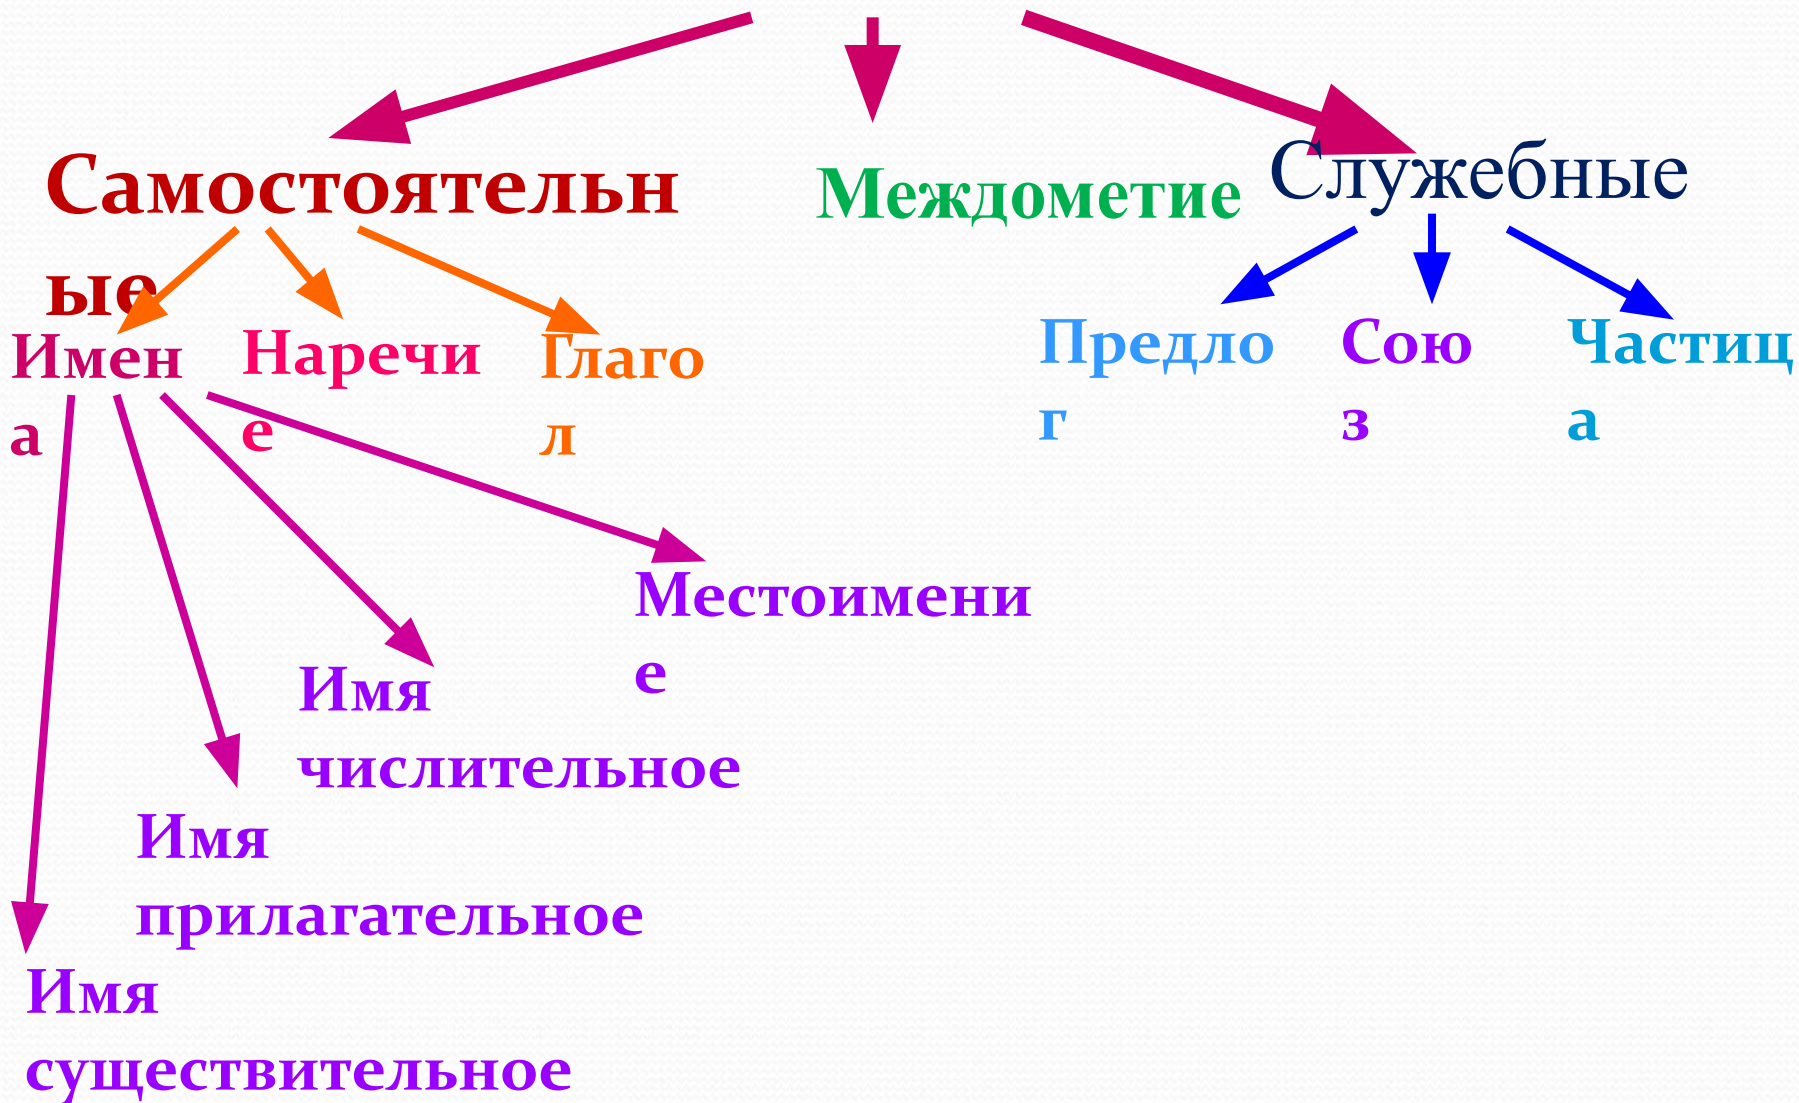 Самостоятельн
ые
Междометие
Служебные
Имен
а
Наречи
е
Глаго
л
Предло
г
Сою
з
Частиц
а
Местоимени
е
Имя
числительное
Имя
прилагательное
Имя
существительное